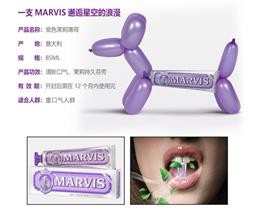 一支 MARVIS 邂逅星空的浪漫
产品名称： 紫色茉莉薄荷
产 地： 意大利
规 格： 85ML
产品功效： 清新口气、茉莉持久芬芳
有 效 期： 开封后需在 12 个月内使用完
适合人群： 重口气人群
MARVIS
MARVIS
MARVIS